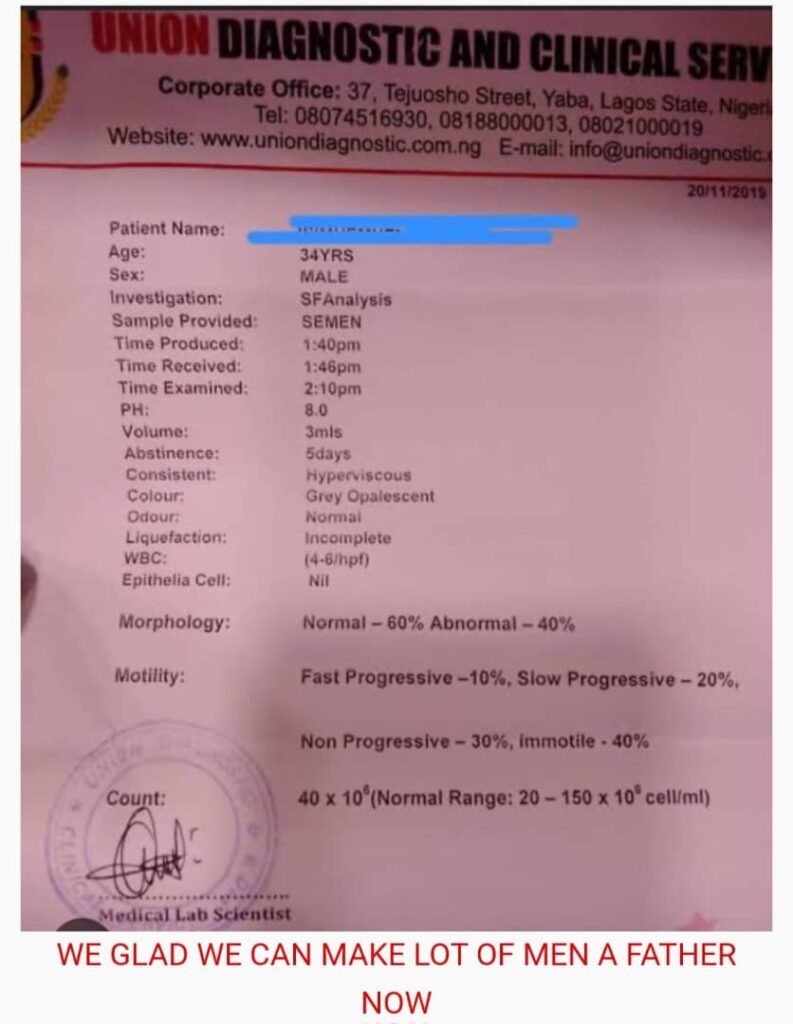 UNION DIAGNOSTIC AND CLINICAL SERV
Corporate Office: 37, Tejuosho Street, Yaba, Lagos State, Nigeri
Tel: 08074516930, 08188000013, 08021000019
Website: www.uniondiagnostic.com.ng E-mail: info@uniondiagnostic.c
20/11/2019
Patient Name:
Age: 34YRS
Sex: MALE
Investigation: SFAnalysis
Sample Provided: SEMEN
Time Produced: 1:40pm
Time Received: 1:46pm
Time Examined: 2:10pm
PH: 8.0
Volume: 3mls
Abstinence: 5days
Consistent: Hyperviscous
Colour: Grey Opalescent
Odour: Normal
Liquefaction: Incomplete
WBC: (4-6/hpf)
Epithelia Cell: Nil
Morphology: Normal – 60% Abnormal – 40%
Motility: Fast Progressive –10%, Slow Progressive – 20%,
Non Progressive – 30%, immotile - 40%
Count: 40 x 10⁶(Normal Range: 20 – 150 x 10⁶ cell/ml)
Medical Lab Scientist
WE GLAD WE CAN MAKE LOT OF MEN A FATHER
NOW